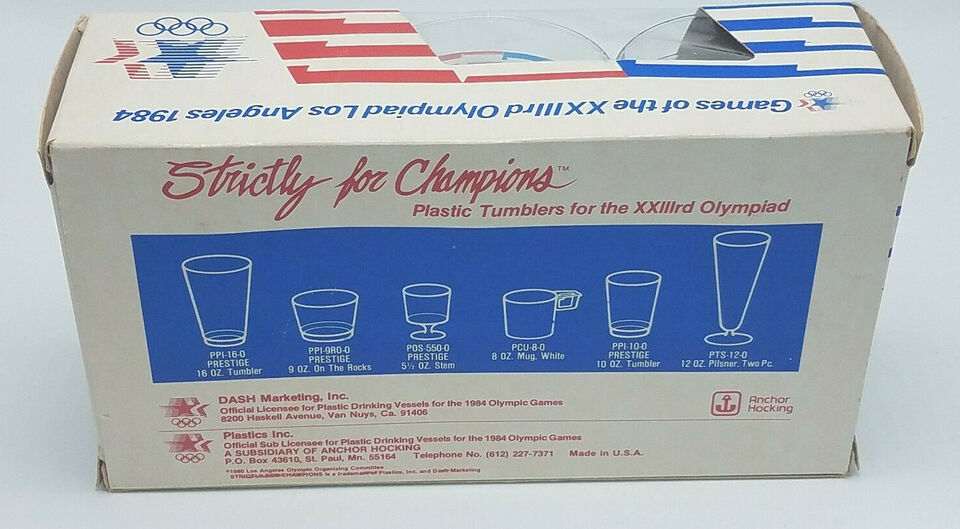 Games of the XXIIIrd Olympiad Los Angeles 1984
Strictly for Champions™
Plastic Tumblers for the XXIIIrd Olympiad
PPI-16-0
PRESTIGE
16 OZ. Tumbler
PPI-9RO-0
PRESTIGE
9 OZ. On The Rocks
POS-550-0
PRESTIGE
5½ OZ. Stem
PCU-8-0
8 OZ. Mug, White
PPI-10-0
PRESTIGE
10 OZ. Tumbler
PTS-12-0
12 OZ. Pilsner, Two Pc.
DASH Marketing, Inc.
Official Licensee for Plastic Drinking Vessels for the 1984 Olympic Games
8200 Haskell Avenue, Van Nuys, Ca. 91406
Anchor
Hocking
Plastics Inc.
Official Sub Licensee for Plastic Drinking Vessels for the 1984 Olympic Games
A SUBSIDIARY OF ANCHOR HOCKING
P.O. Box 43610, St. Paul, Mn. 55164 Telephone No. (612) 227-7371 Made in U.S.A.
©1980 Los Angeles Olympic Organizing Committee
STRICTLY FOR CHAMPIONS is a trademark of Plastics, Inc. and Dash Marketing